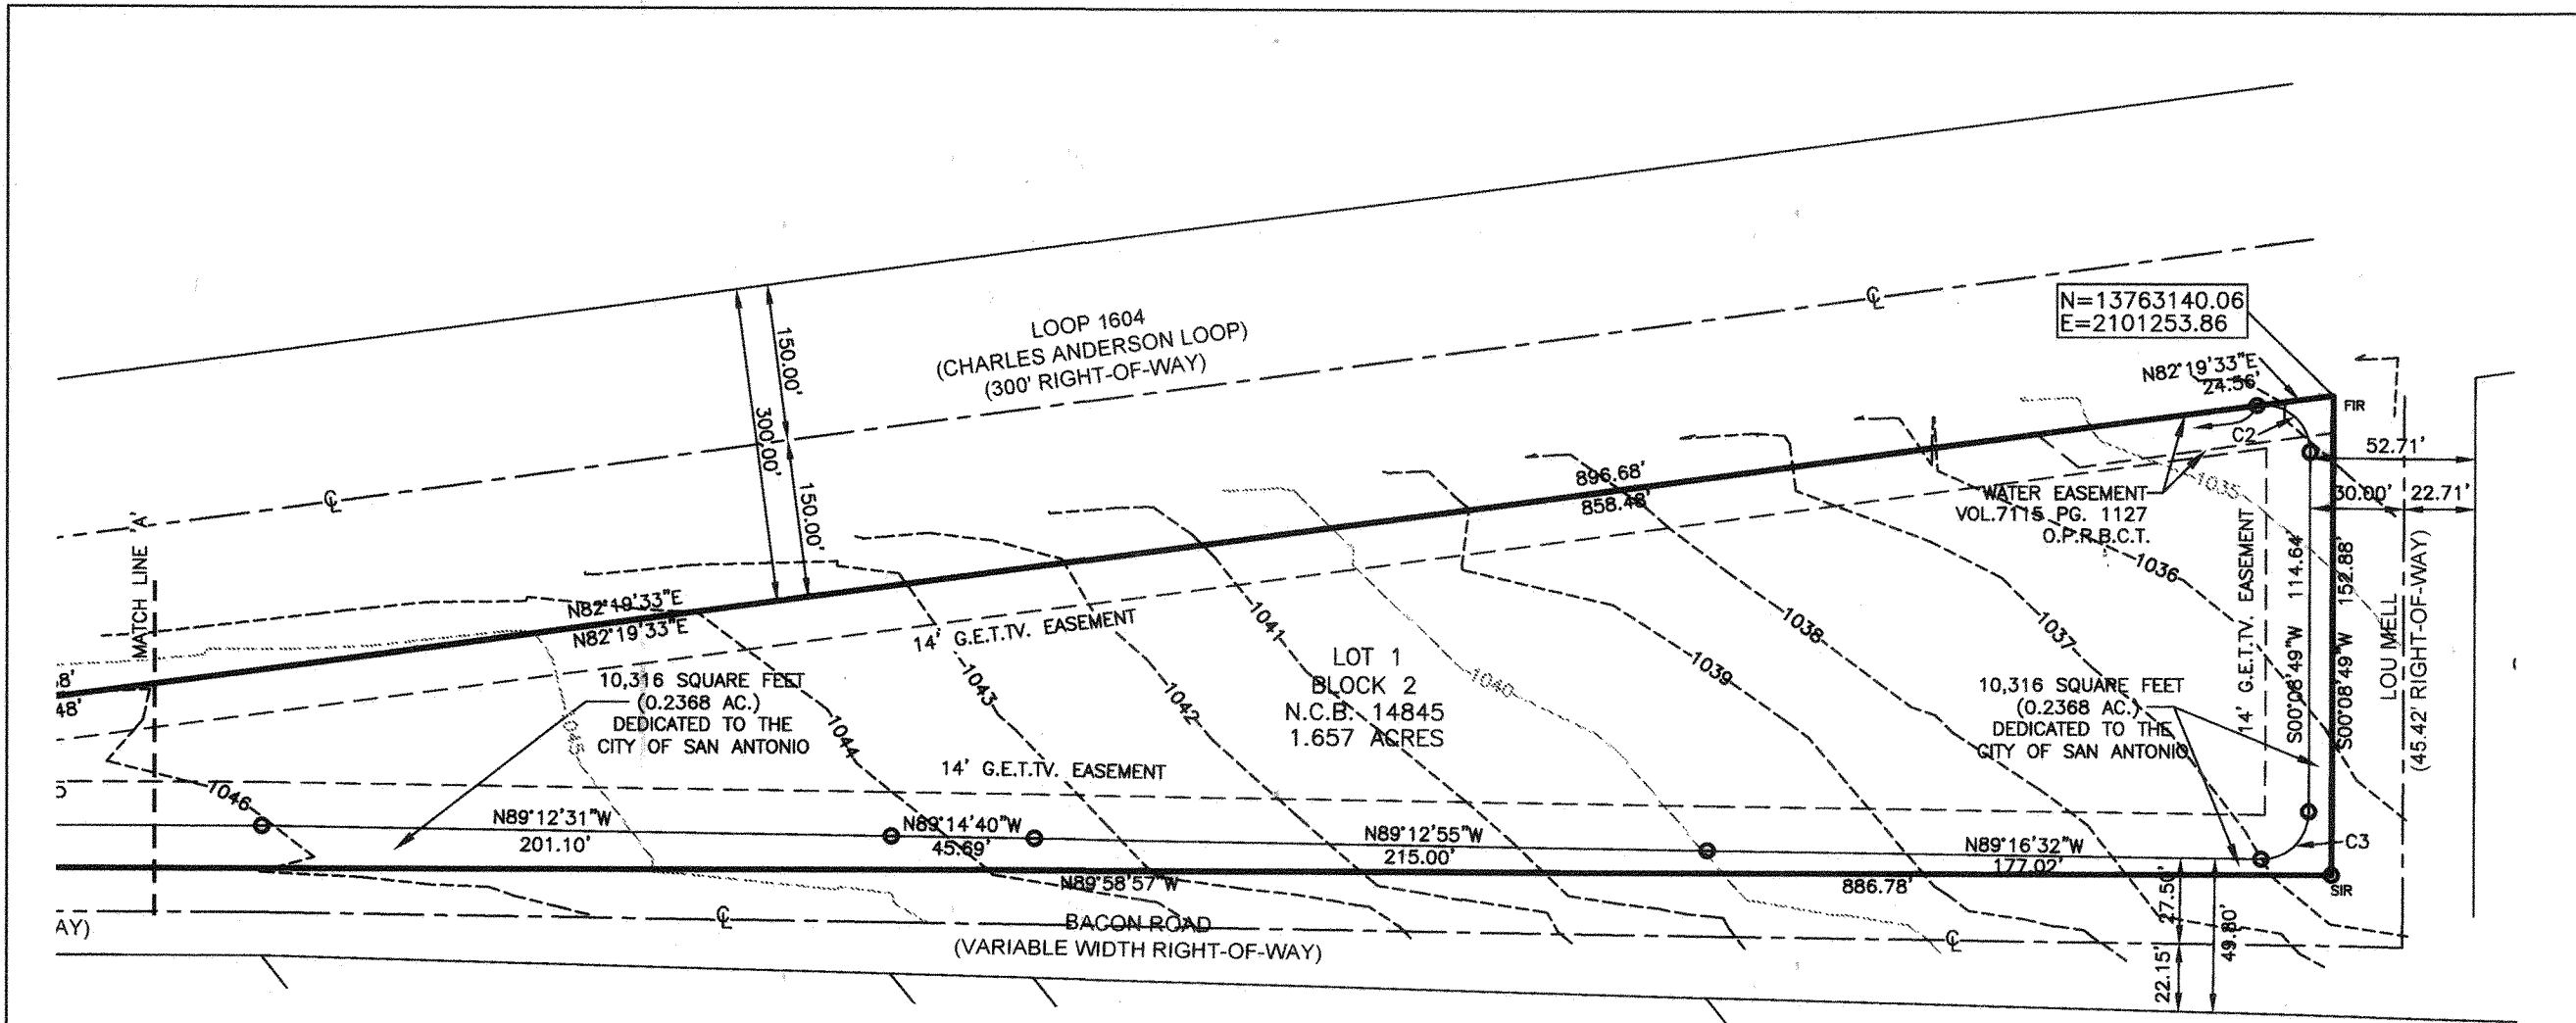 LOOP 1604
(CHARLES ANDERSON LOOP)
(300' RIGHT-OF-WAY)
150.00'
300.00'
150.00'
N=13763140.06
E=2101253.86
N82°19'33"E
24.56'
FIR
C2
52.71'
30.00'
22.71'
WATER EASEMENT
VOL.7115 PG. 1127
O.P.R.B.C.T.
896.68'
858.48'
MATCH LINE 'A'
N82°19'33"E
N82°19'33"E
14' G.E.T.TV. EASEMENT
8'
48'
1035
1036
1037
1038
1039
1040
1041
1042
1043
1044
1045
1046
LOT 1
BLOCK 2
N.C.B. 14845
1.657 ACRES
10,316 SQUARE FEET
(0.2368 AC.)
DEDICATED TO THE
CITY OF SAN ANTONIO
10,316 SQUARE FEET
(0.2368 AC.)
DEDICATED TO THE
CITY OF SAN ANTONIO
14' G.E.T.TV. EASEMENT
S00°08'49"W 114.64'
S00°08'49"W 152.88'
LOU MELL
(45.42' RIGHT-OF-WAY)
14' G.E.T.TV. EASEMENT
N89°12'31"W
201.10'
N89°14'40"W
45.69'
N89°12'55"W
215.00'
N89°16'32"W
177.02'
C3
SIR
N89°58'57"W
886.78'
27.50'
49.80'
22.15'
BACON ROAD
(VARIABLE WIDTH RIGHT-OF-WAY)
AY)